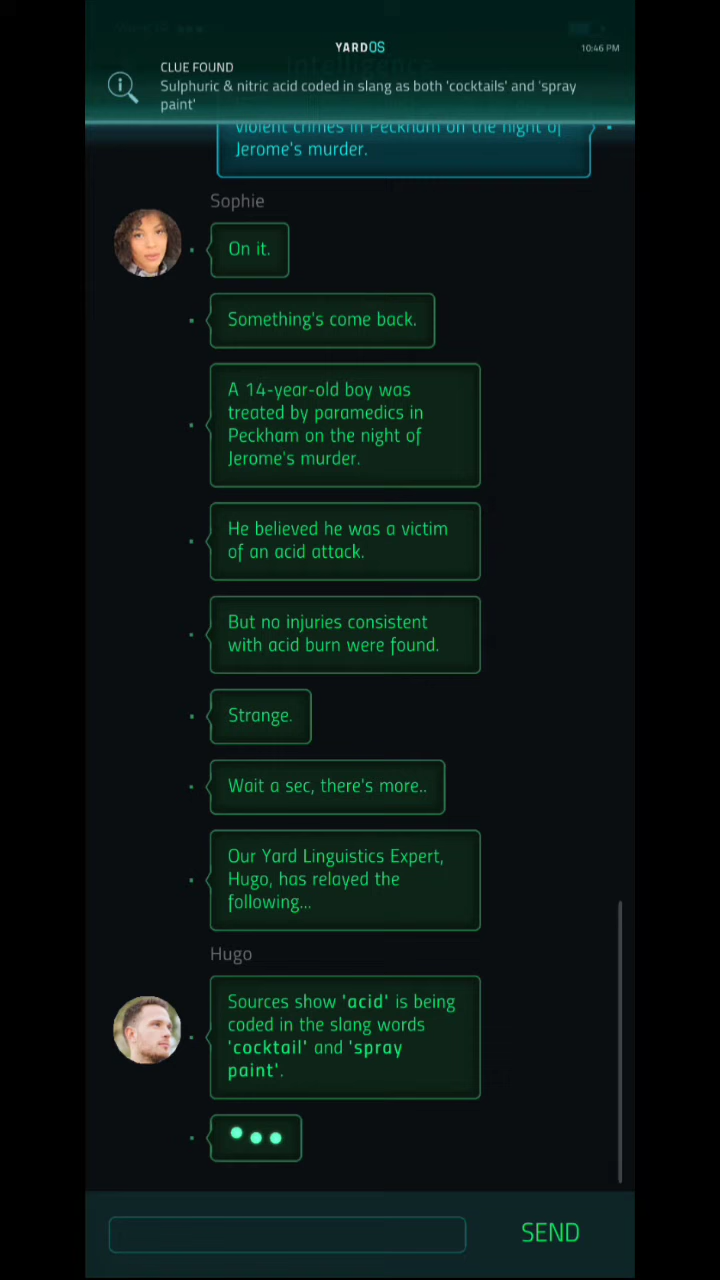 YARDOS
10:46 PM
CLUE FOUND
Sulphuric & nitric acid coded in slang as both 'cocktails' and 'spray
paint'
Intelligence
violent crimes in Peckham on the night of
Jerome's murder.
Sophie
On it.
Something's come back.
A 14-year-old boy was
treated by paramedics in
Peckham on the night of
Jerome's murder.
He believed he was a victim
of an acid attack.
But no injuries consistent
with acid burn were found.
Strange.
Wait a sec, there's more..
Our Yard Linguistics Expert,
Hugo, has relayed the
following...
Hugo
Sources show 'acid' is being
coded in the slang words
'cocktail' and 'spray
paint'.
SEND